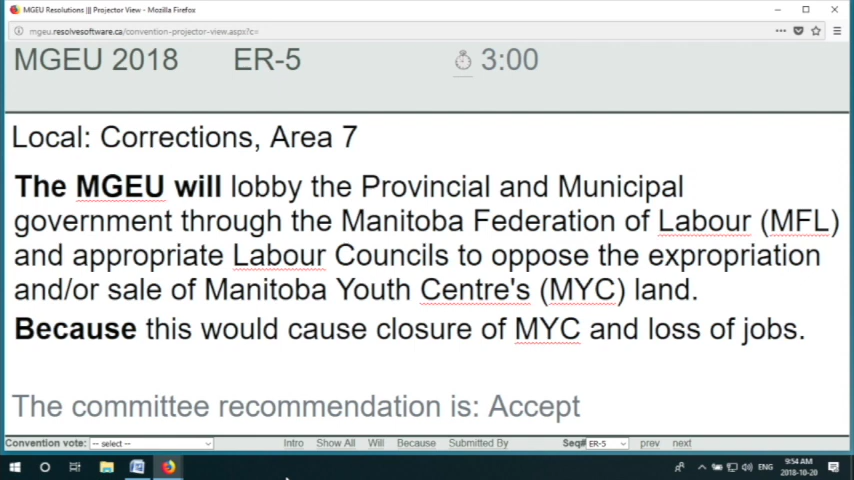 MGEU Resolutions ||| Projector View - Mozilla Firefox
mgeu.resolvesoftware.ca/convention-projector-view.aspx?c=
MGEU 2018 ER-5 3:00
Local: Corrections, Area 7
The MGEU will lobby the Provincial and Municipal
government through the Manitoba Federation of Labour (MFL)
and appropriate Labour Councils to oppose the expropriation
and/or sale of Manitoba Youth Centre's (MYC) land.
Because this would cause closure of MYC and loss of jobs.
The committee recommendation is: Accept
Convention vote: -- select -- Intro Show All Will Because Submitted By Seq# ER-5 prev next
ENG 9:54 AM
2018-10-20